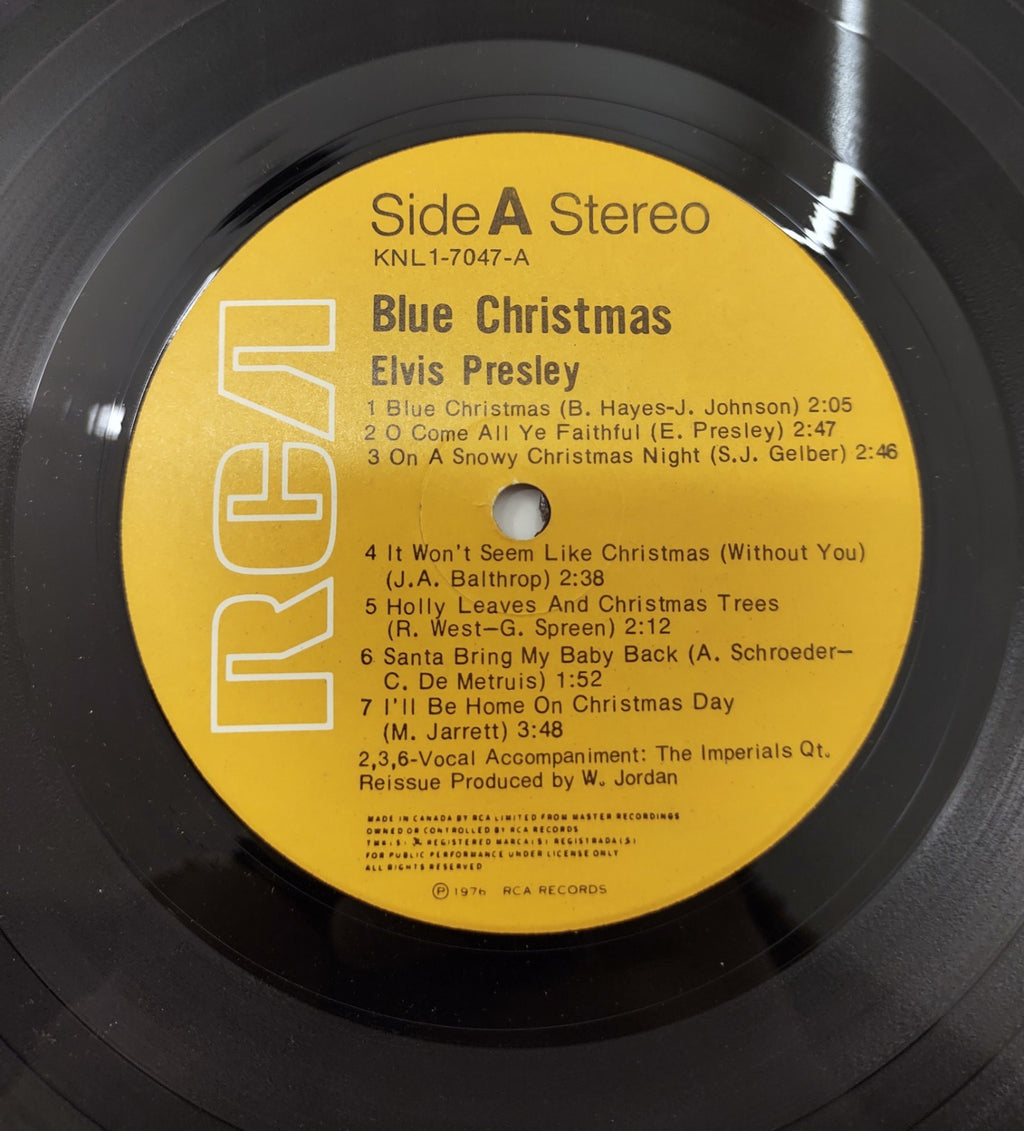 Side A Stereo
KNL1-7047-A
Blue Christmas
Elvis Presley
1 Blue Christmas (B. Hayes-J. Johnson) 2:05
2 O Come All Ye Faithful (E. Presley) 2:47
3 On A Snowy Christmas Night (S.J. Gelber) 2:46
RCA
4 It Won't Seem Like Christmas (Without You)
(J.A. Balthrop) 2:38
5 Holly Leaves And Christmas Trees
(R. West–G. Spreen) 2:12
6 Santa Bring My Baby Back (A. Schroeder–
C. De Metruis) 1:52
7 I'll Be Home On Christmas Day
(M. Jarrett) 3:48
2,3,6-Vocal Accompaniment: The Imperials Qt.
Reissue Produced by W. Jordan
MADE IN CANADA BY RCA LIMITED FROM MASTER RECORDINGS
OWNED OR CONTROLLED BY RCA RECORDS
TMK(S) REGISTERED MARCA(S) REGISTRADA(S)
FOR PUBLIC PERFORMANCE UNDER LICENSE ONLY
ALL RIGHTS RESERVED
℗ 1976 RCA RECORDS